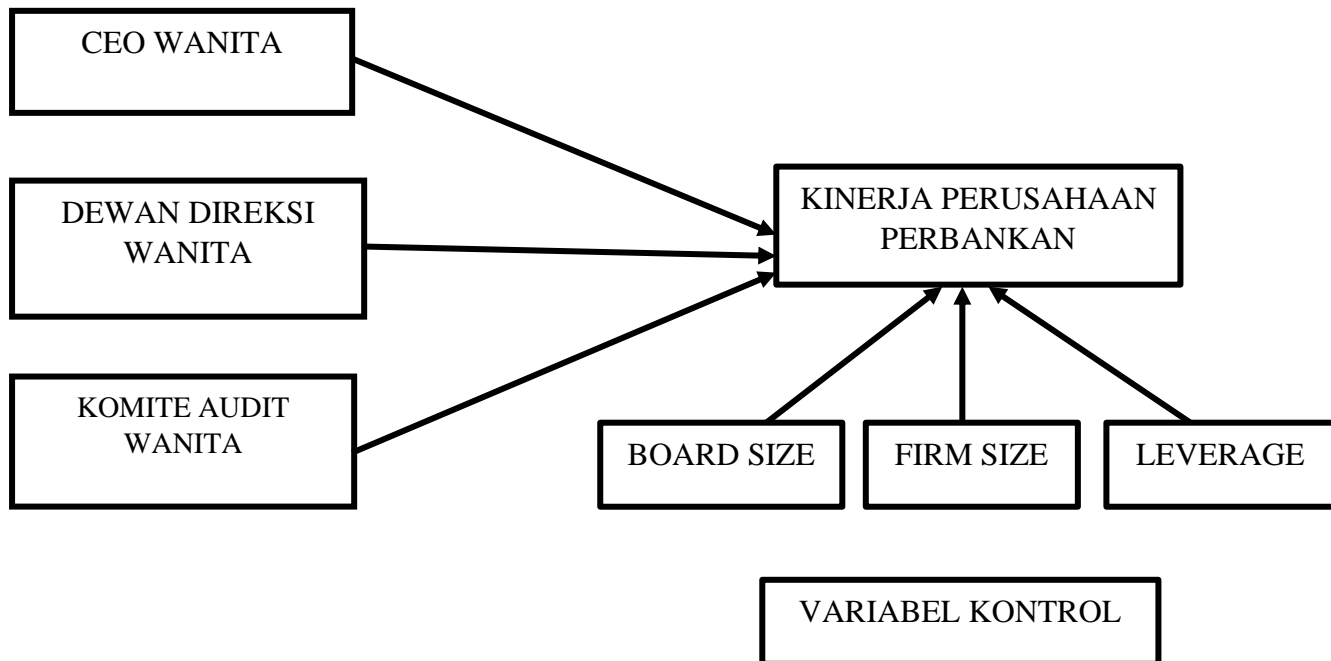 CEO WANITA
DEWAN DIREKSI
WANITA
KOMITE AUDIT
WANITA
KINERJA PERUSAHAAN
PERBANKAN
BOARD SIZE
FIRM SIZE
LEVERAGE
VARIABEL KONTROL